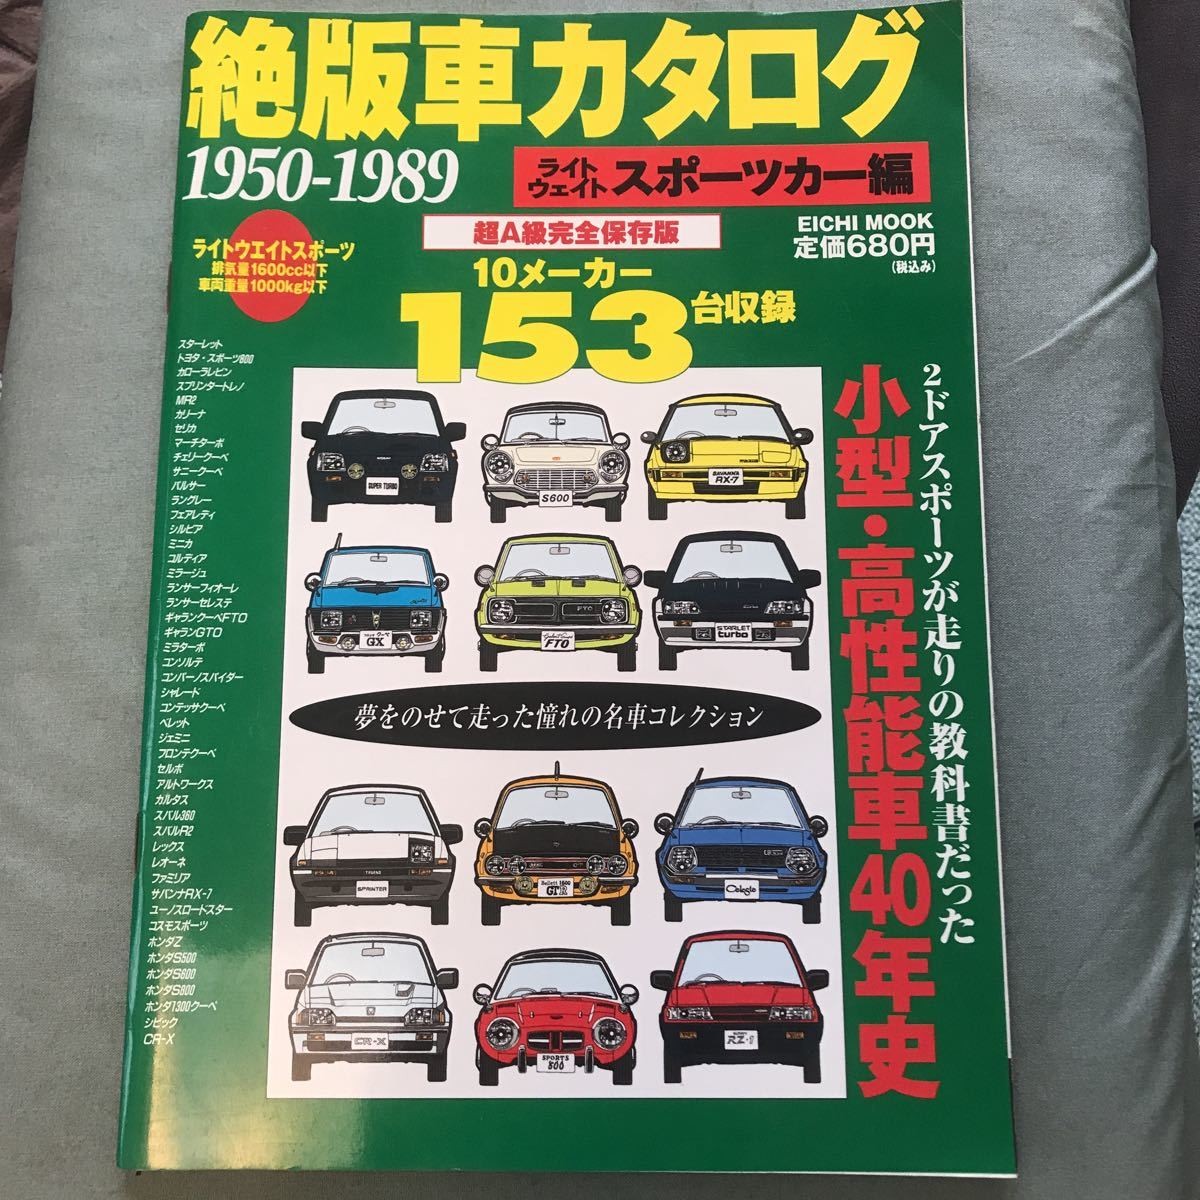 絶版車カタログ
1950-1989
ライト
ウェイト
スポーツカー編
超A級完全保存版
EICHI MOOK
定価680円
(税込み)
ライトウエイトスポーツ
排気量1600cc以下
車両重量1000kg以下
10メーカー
153台収録
スターレット
トヨタ・スポーツ800
カローラレビン
スプリンタートレノ
MR2
カリーナ
セリカ
マーチターボ
チェリークーペ
サニークーペ
パルサー
ラングレー
フェアレディ
シルビア
ミニカ
コルディア
ミラージュ
ランサーフィオーレ
ランサーセレステ
ギャランクーペFTO
ギャランGTO
ミラターボ
コンソルテ
コンパーノスパイダー
シャレード
コンテッサクーペ
ベレット
ジェミニ
フロンテクーペ
セルボ
アルトワークス
カルタス
スバル360
スバルR2
レックス
レオーネ
ファミリア
サバンナRX-7
ユーノスロードスター
コスモスポーツ
ホンダZ
ホンダS500
ホンダS600
ホンダS800
ホンダ1300クーペ
シビック
CR-X
2ドアスポーツが走りの教科書だった
小型・高性能車40年史
SUPER TURBO
S600
SAVANNA
RX-7
GX
FTO
FTO
STARLET
turbo
夢をのせて走った憧れの名車コレクション
TRUENO
SPRINTER
Bellett 1600
GTR
Celeste
CR-X
SPORTS
800
RZ-1